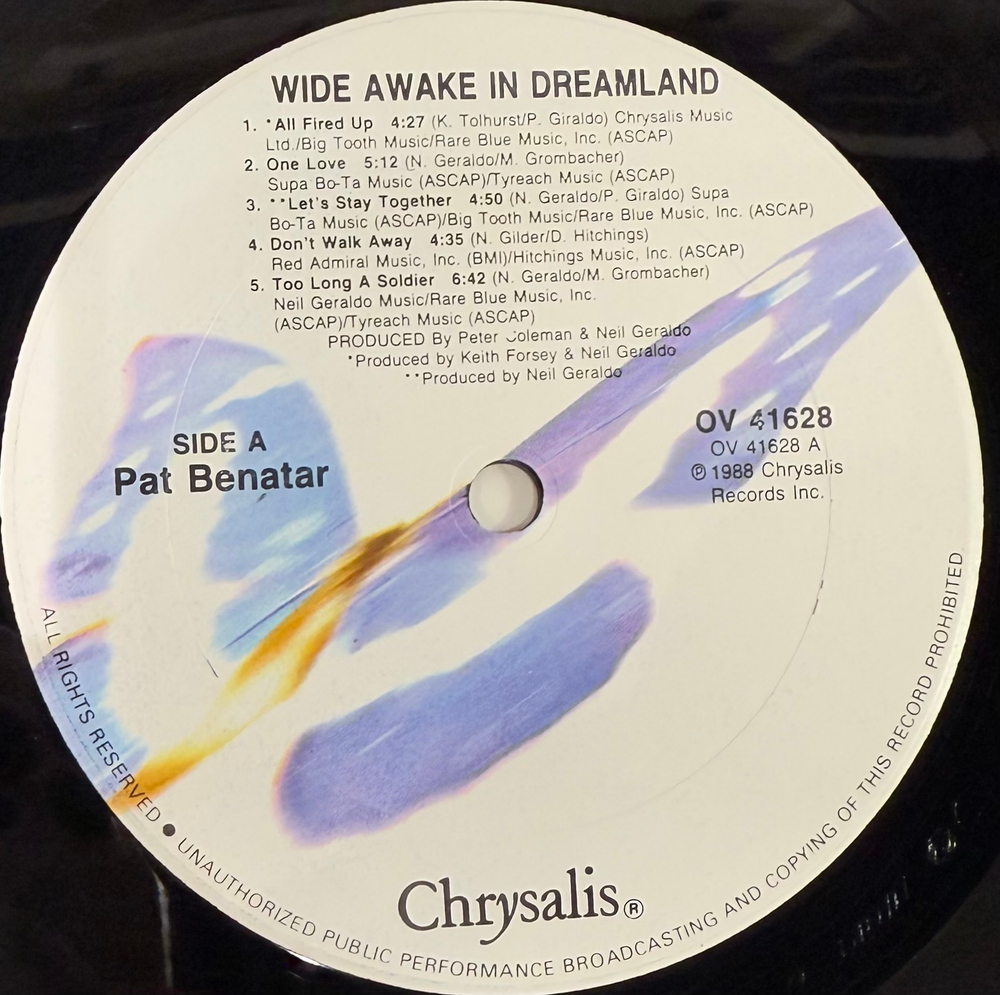 WIDE AWAKE IN DREAMLAND
1. *All Fired Up 4:27 (K. Tolhurst/P. Giraldo) Chrysalis Music
Ltd./Big Tooth Music/Rare Blue Music, Inc. (ASCAP)
2. One Love 5:12 (N. Geraldo/M. Grombacher)
Supa Bo-Ta Music (ASCAP)/Tyreach Music (ASCAP)
3. **Let's Stay Together 4:50 (N. Geraldo/P. Giraldo) Supa
Bo-Ta Music (ASCAP)/Big Tooth Music/Rare Blue Music, Inc. (ASCAP)
4. Don't Walk Away 4:35 (N. Gilder/D. Hitchings)
Red Admiral Music, Inc. (BMI)/Hitchings Music, Inc. (ASCAP)
5. Too Long A Soldier 6:42 (N. Geraldo/M. Grombacher)
Neil Geraldo Music/Rare Blue Music, Inc.
(ASCAP)/Tyreach Music (ASCAP)
PRODUCED By Peter Coleman & Neil Geraldo
*Produced by Keith Forsey & Neil Geraldo
**Produced by Neil Geraldo
SIDE A
Pat Benatar
OV 41628
OV 41628 A
℗ 1988 Chrysalis
Records Inc.
Chrysalis®
ALL RIGHTS RESERVED ● UNAUTHORIZED PUBLIC PERFORMANCE BROADCASTING AND COPYING OF THIS RECORD PROHIBITED